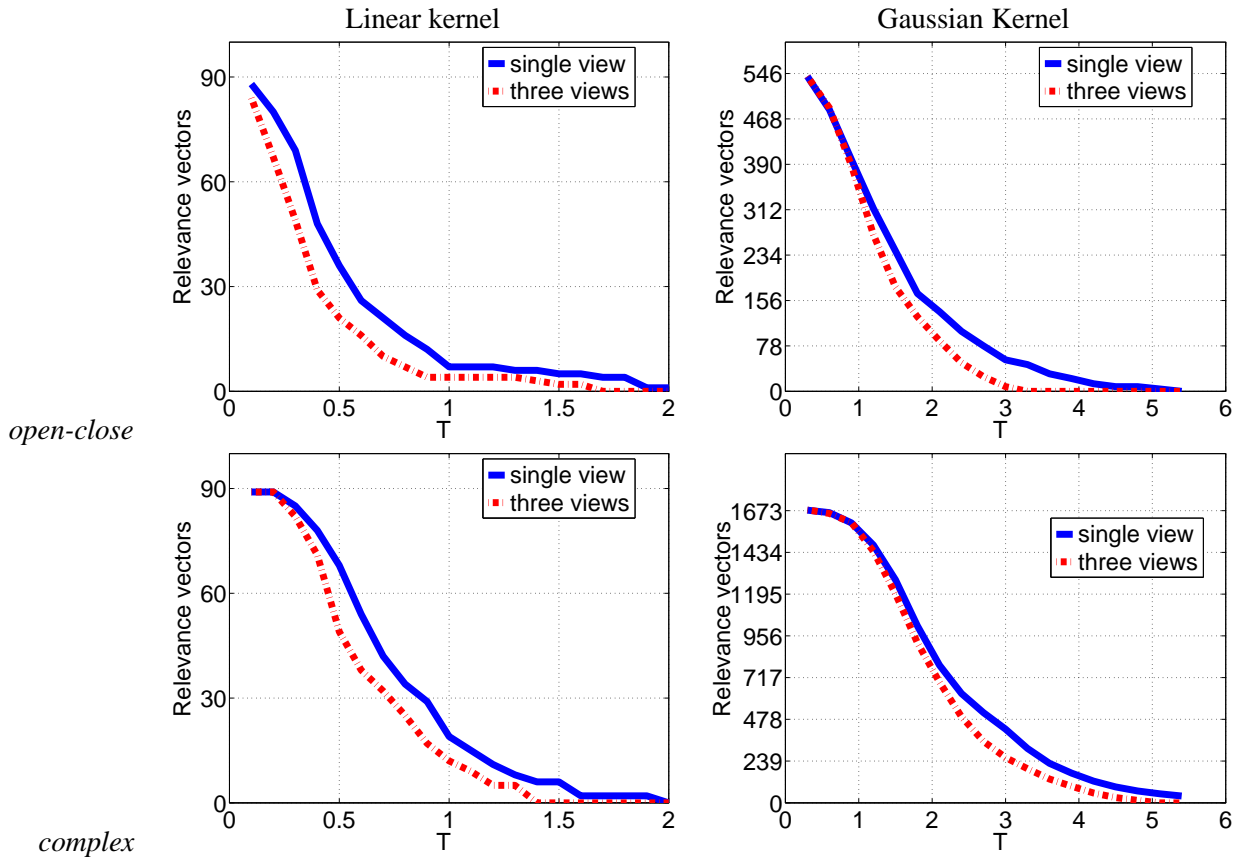 Linear kernel
Gaussian Kernel
90
60
30
0
Relevance vectors
single view
three views
0 0.5 1 1.5 2
T
546
468
390
312
234
156
78
0
Relevance vectors
single view
three views
0 1 2 3 4 5 6
T
open-close
90
60
30
0
Relevance vectors
single view
three views
0 0.5 1 1.5 2
T
1673
1434
1195
956
717
478
239
0
Relevance vectors
single view
three views
0 1 2 3 4 5 6
T
complex